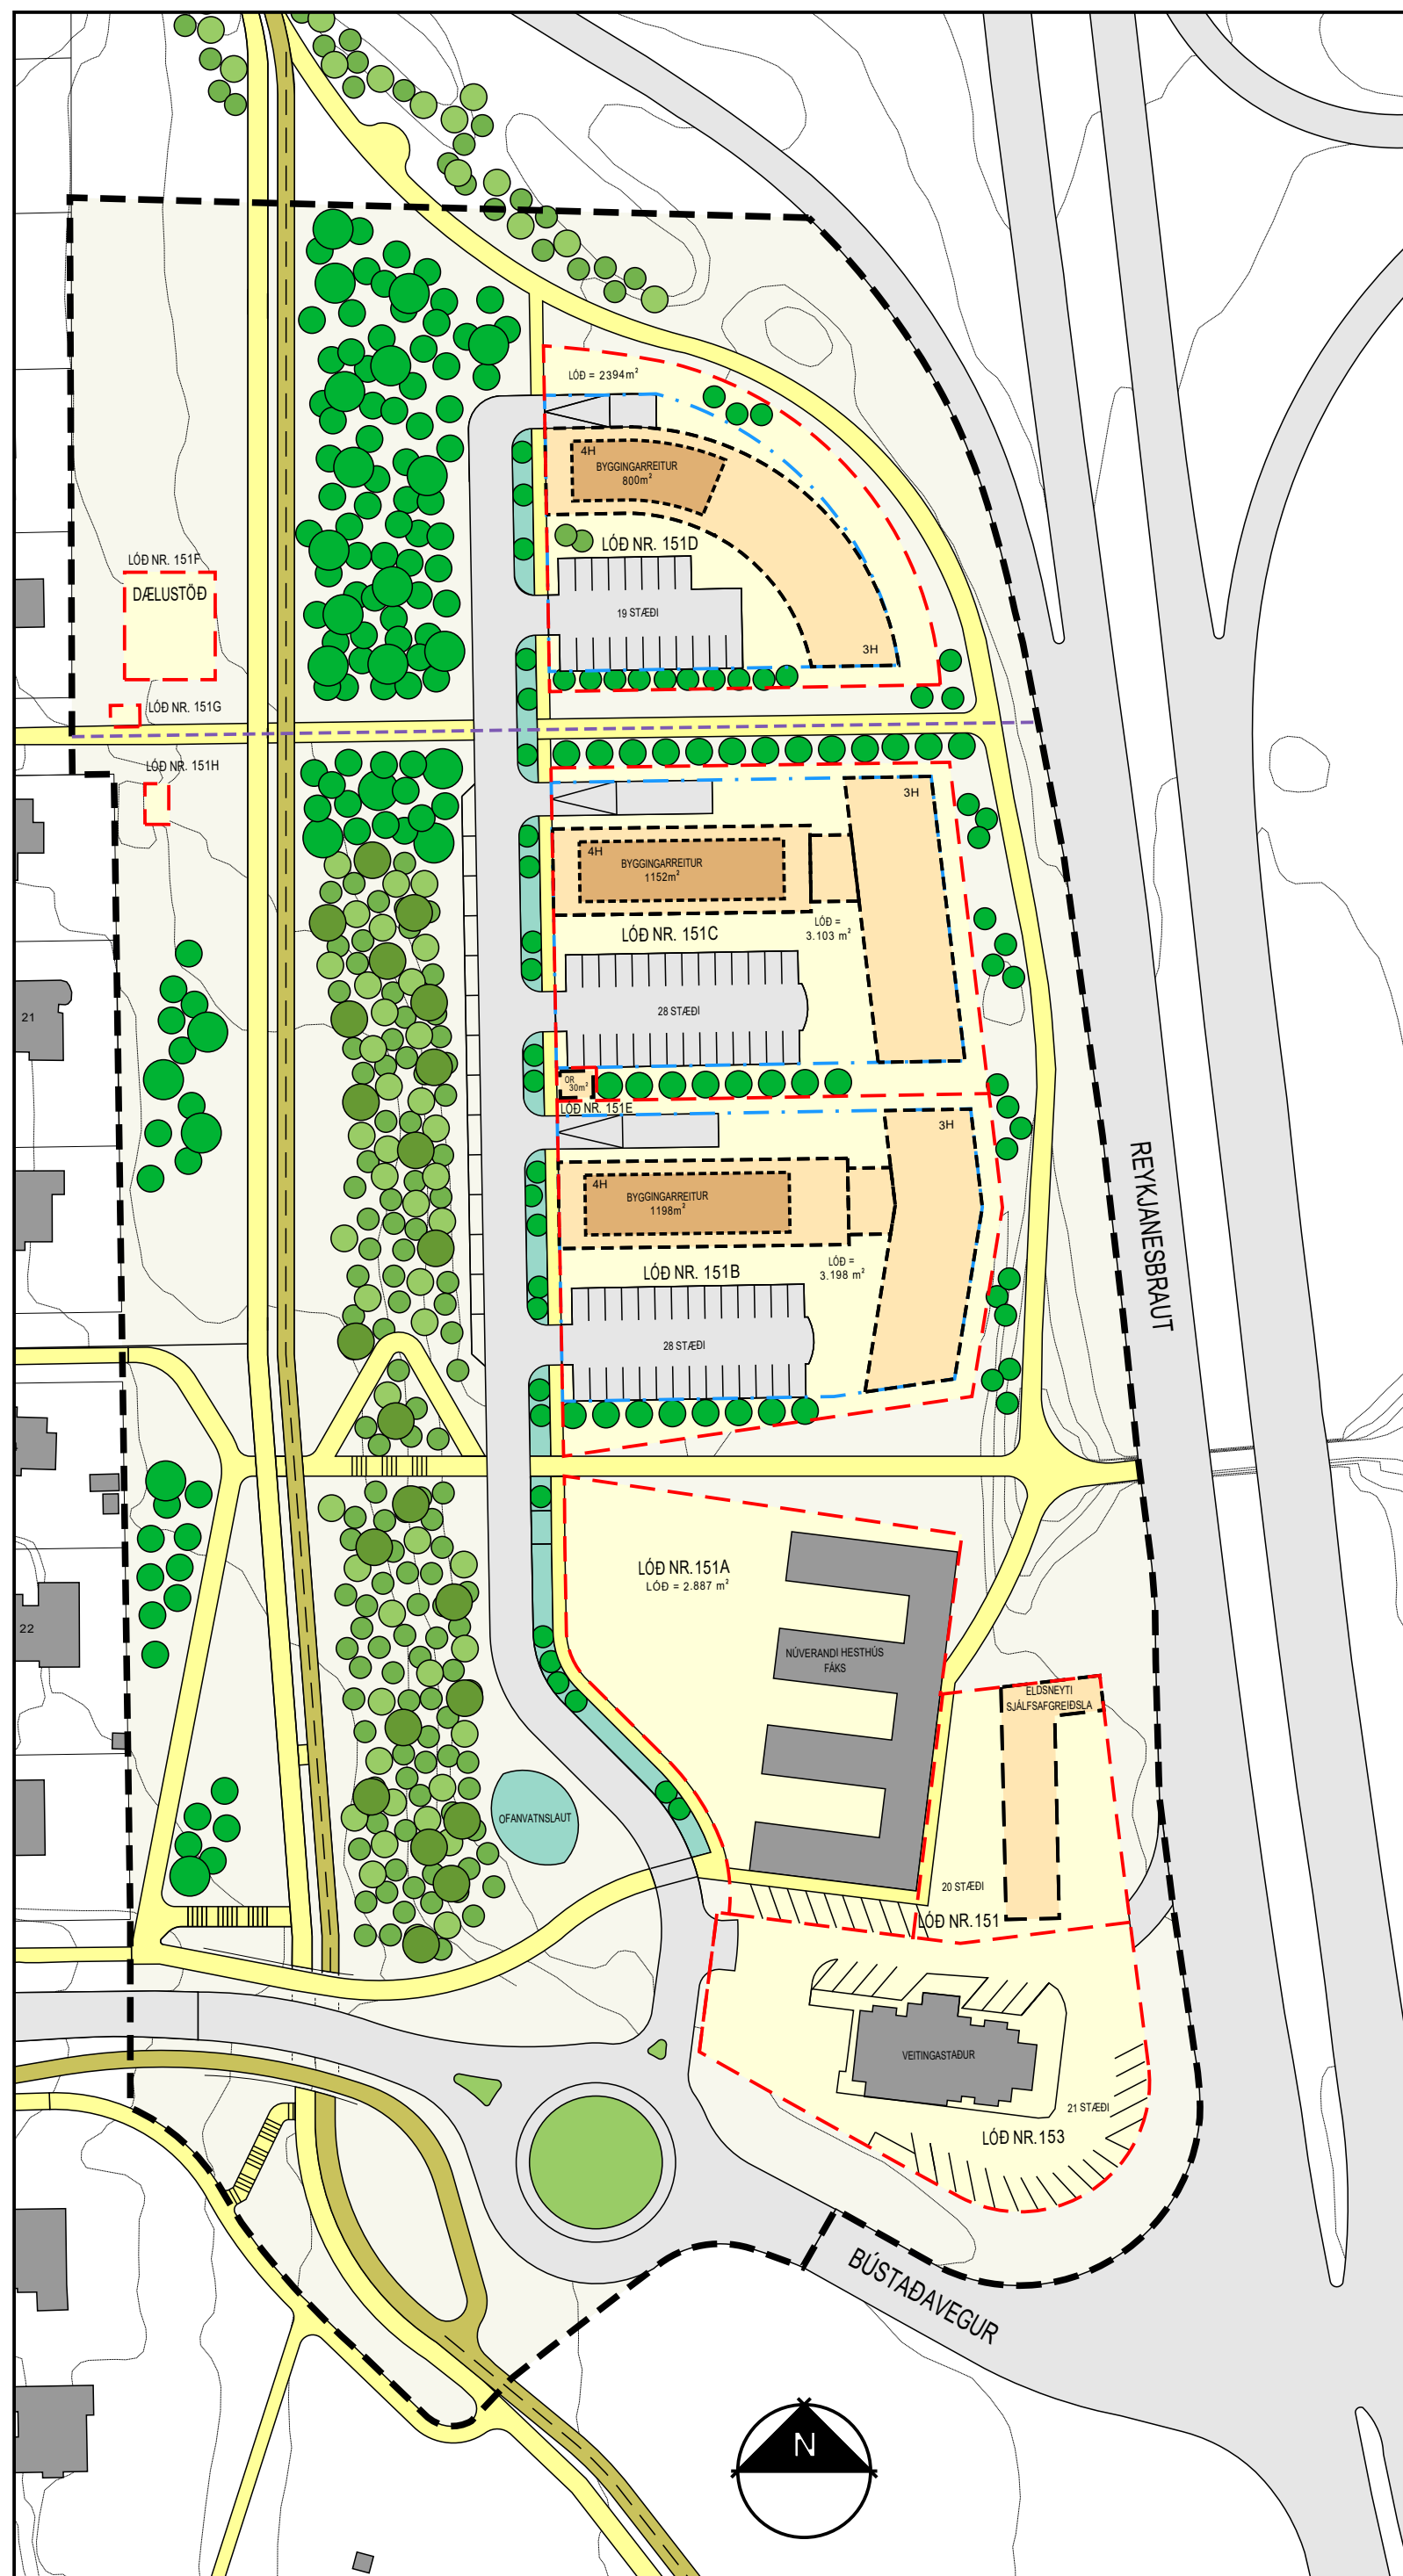 LÓÐ = 2394m²
4H
BYGGINGARREITUR
800m²
LÓÐ NR. 151D
LÓÐ NR. 151F
DÆLUSTÖÐ
19 STÆÐI
3H
LÓÐ NR. 151G
LÓÐ NR. 151H
3H
4H
BYGGINGARREITUR
1152m²
LÓÐ =
3.103 m²
LÓÐ NR. 151C
21
28 STÆÐI
OR
30m²
LÓÐ NR. 151E
3H
4H
BYGGINGARREITUR
1198m²
REYKJANESBRAUT
LÓÐ =
3.198 m²
LÓÐ NR. 151B
28 STÆÐI
LÓÐ NR. 151A
LÓÐ = 2.887 m²
22
NÚVERANDI HESTHÚS
FÁKS
ELDSNEYTI
SJÁLFSAFGREIÐSLA
OFANVATNSLAUT
20 STÆÐI
LÓÐ NR. 151
VEITINGASTAÐUR
21 STÆÐI
LÓÐ NR. 153
BÚSTAÐAVEGUR
N